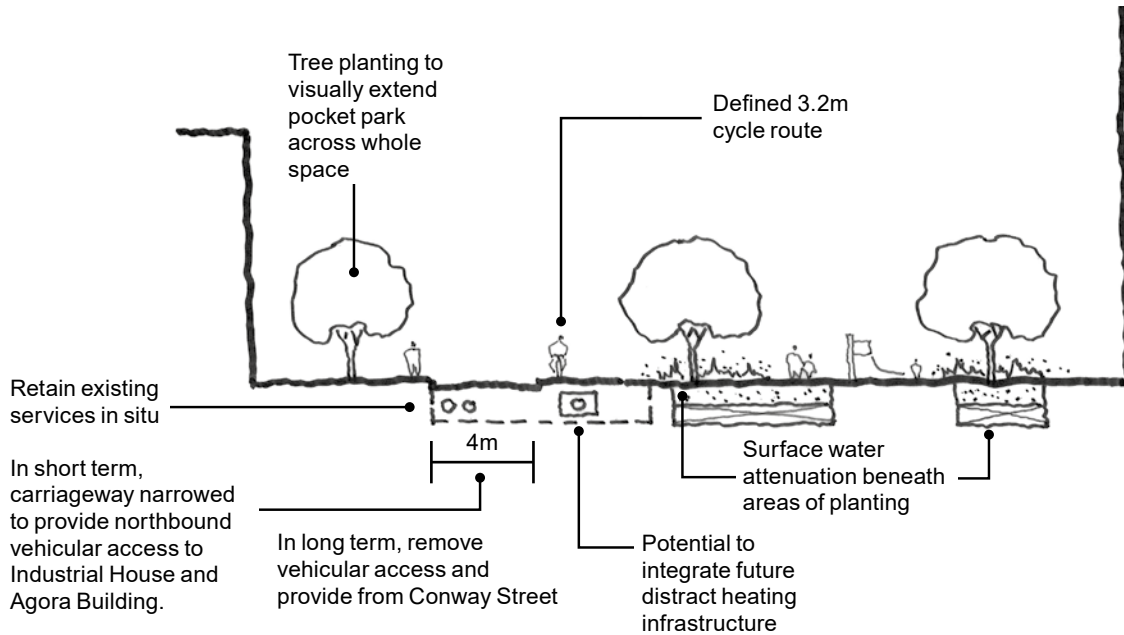 Tree planting to
visually extend
pocket park
across whole
space
Defined 3.2m
cycle route
Retain existing
services in situ
4m
In short term,
carriageway narrowed
to provide northbound
vehicular access to
Industrial House and
Agora Building.
In long term, remove
vehicular access and
provide from Conway Street
Surface water
attenuation beneath
areas of planting
Potential to
integrate future
distract heating
infrastructure